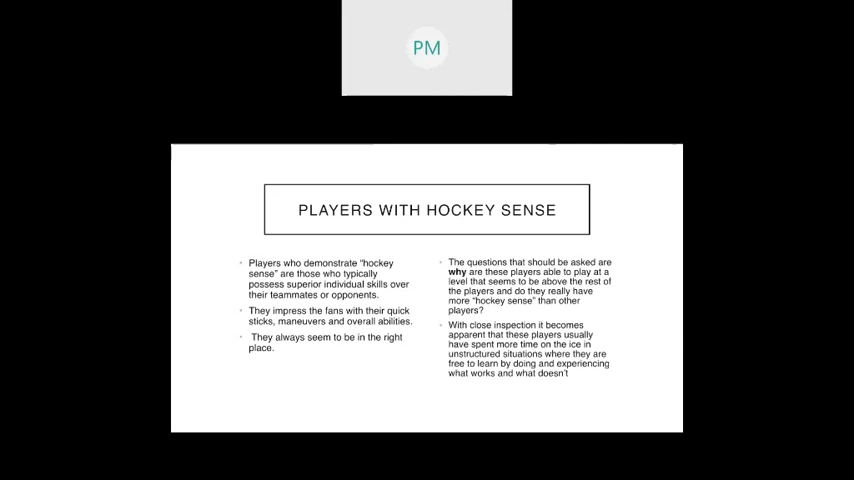 PM
PLAYERS WITH HOCKEY SENSE
• Players who demonstrate “hockey
sense” are those who typically
possess superior individual skills over
their teammates or opponents.
• They impress the fans with their quick
sticks, maneuvers and overall abilities.
• They always seem to be in the right
place.
• The questions that should be asked are
why are these players able to play at a
level that seems to be above the rest of
the players and do they really have
more “hockey sense” than other
players?
• With close inspection it becomes
apparent that these players usually
have spent more time on the ice in
unstructured situations where they are
free to learn by doing and experiencing
what works and what doesn’t